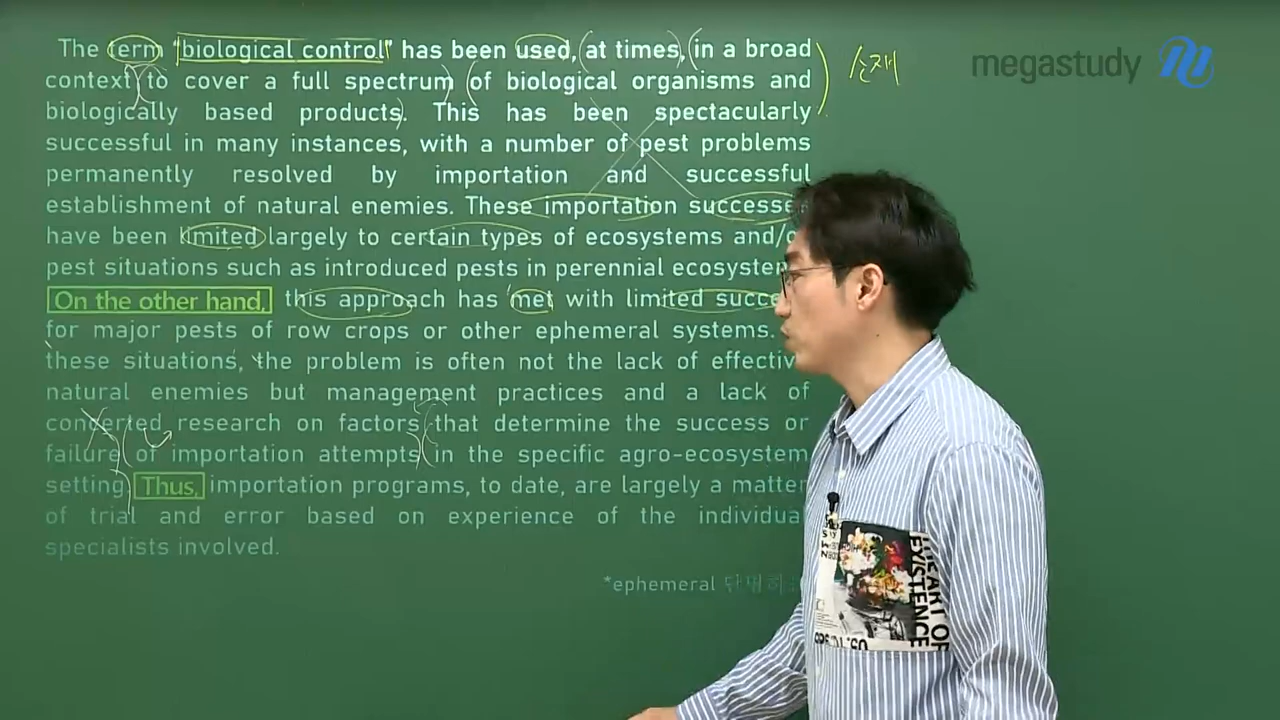 The term "biological control" has been used, at times, in a broad
context to cover a full spectrum of biological organisms and
biologically based products. This has been spectacularly
successful in many instances, with a number of pest problems
permanently resolved by importation and successful
establishment of natural enemies. These importation successes
have been limited largely to certain types of ecosystems and/o
pest situations such as introduced pests in perennial ecosystem
On the other hand, this approach has met with limited succe
for major pests of row crops or other ephemeral systems.
these situations, the problem is often not the lack of effectiv
natural enemies but management practices and a lack of
concerted research on factors that determine the success or
failure of importation attempts in the specific agro-ecosystem
setting. Thus, importation programs, to date, are largely a matter
of trial and error based on experience of the individual
specialists involved.
*ephemeral
소재
megastudy
HEART OF
EXISTENCE